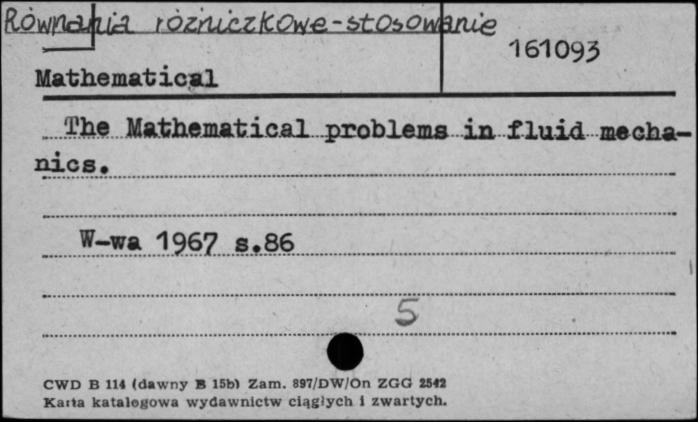 Równania różniczkowe-stosowanie
161093
Mathematical
The Mathematical problems in fluid mecha-
nics.
W-wa 1967 s.86
5
CWD B 114 (dawny B 15b) Zam. 897/DW/On ZGG 2542
Karta katalogowa wydawnictw ciągłych i zwartych.